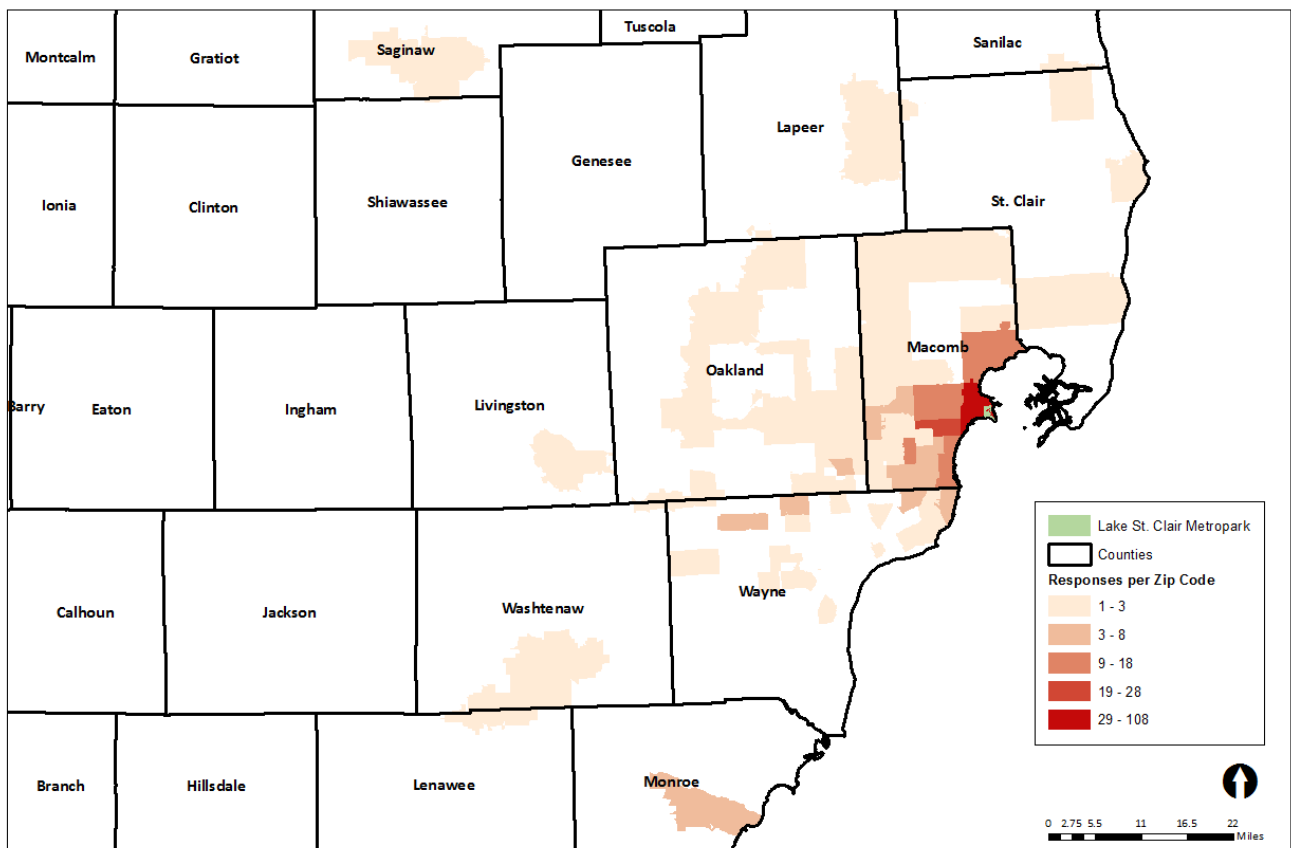 Tuscola
Montcalm
Gratiot
Saginaw
Sanilac
Lapeer
Genesee
Ionia
Clinton
Shiawassee
St. Clair
Macomb
Oakland
Barry
Eaton
Ingham
Livingston
Calhoun
Jackson
Washtenaw
Wayne
Branch
Hillsdale
Lenawee
Monroe
Lake St. Clair Metropark
Counties
Responses per Zip Code
1 - 3
3 - 8
9 - 18
19 - 28
29 - 108
0 2.75 5.5 11 16.5 22
Miles